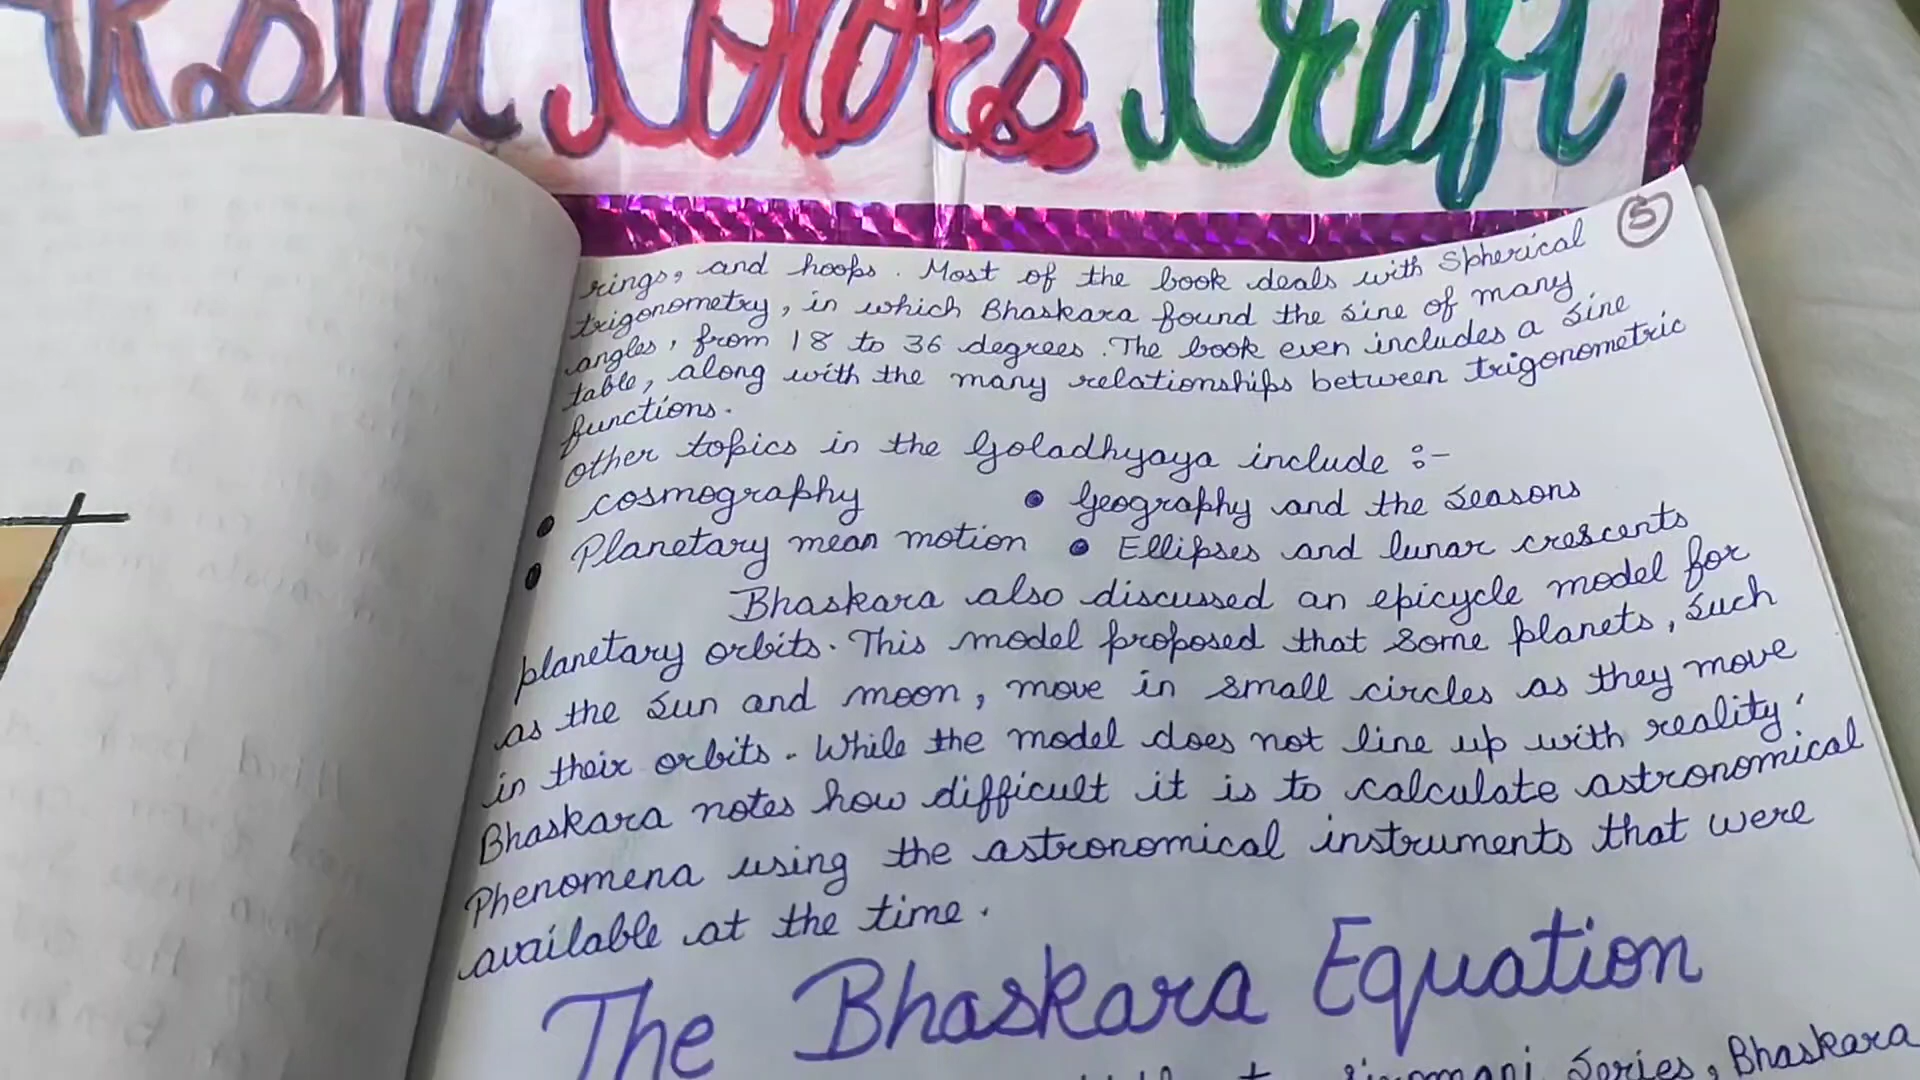 Craft
5
rings, and hoops. Most of the book deals with Spherical
trigonometry, in which Bhaskara found the sine of many
angles, from 18 to 36 degrees. The book even includes a sine
table, along with the many relationships between trigonometric
functions.
other topics in the Goladhyaya include :-
• cosmography • Geography and the seasons
• Planetary mean motion • Ellipses and lunar crescents
Bhaskara also discussed an epicycle model for
planetary orbits. This model proposed that some planets, such
as the sun and moon, move in small circles as they move
in their orbits. While the model does not line up with reality,
Bhaskara notes how difficult it is to calculate astronomical
Phenomena using the astronomical instruments that were
available at the time.
The Bhaskara Equation
Series, Bhaskara